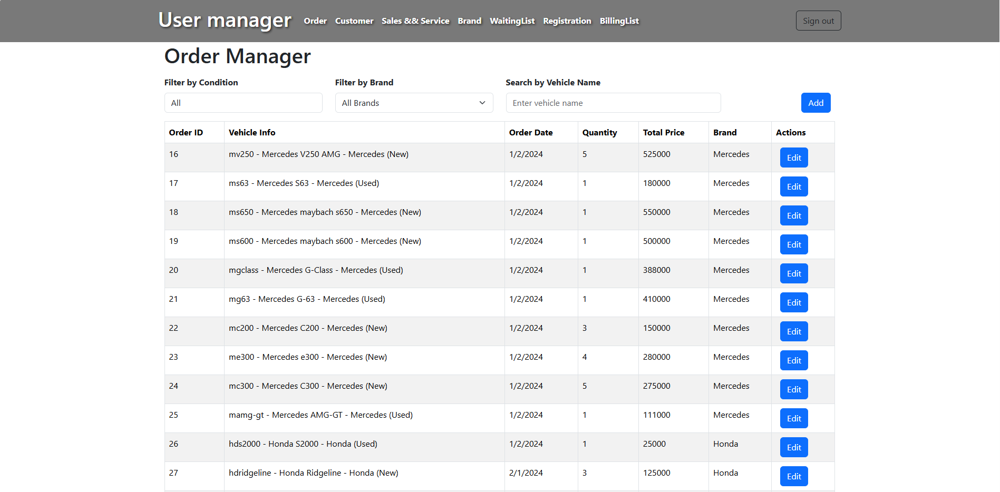 User manager Order Customer Sales && Service Brand WaitingList Registration BillingList Sign out
Order Manager
Filter by Condition Filter by Brand Search by Vehicle Name
All All Brands Enter vehicle name Add
Order ID Vehicle Info Order Date Quantity Total Price Brand Actions
16 mv250 - Mercedes V250 AMG - Mercedes (New) 1/2/2024 5 525000 Mercedes Edit
17 ms63 - Mercedes S63 - Mercedes (Used) 1/2/2024 1 180000 Mercedes Edit
18 ms650 - Mercedes maybach s650 - Mercedes (New) 1/2/2024 1 550000 Mercedes Edit
19 ms600 - Mercedes maybach s600 - Mercedes (New) 1/2/2024 1 500000 Mercedes Edit
20 mgclass - Mercedes G-Class - Mercedes (Used) 1/2/2024 1 388000 Mercedes Edit
21 mg63 - Mercedes G-63 - Mercedes (Used) 1/2/2024 1 410000 Mercedes Edit
22 mc200 - Mercedes C200 - Mercedes (New) 1/2/2024 3 150000 Mercedes Edit
23 me300 - Mercedes e300 - Mercedes (New) 1/2/2024 4 280000 Mercedes Edit
24 mc300 - Mercedes C300 - Mercedes (New) 1/2/2024 5 275000 Mercedes Edit
25 mamg-gt - Mercedes AMG-GT - Mercedes (Used) 1/2/2024 1 111000 Mercedes Edit
26 hds2000 - Honda S2000 - Honda (Used) 1/2/2024 1 25000 Honda Edit
27 hdridgeline - Honda Ridgeline - Honda (New) 2/1/2024 3 125000 Honda Edit